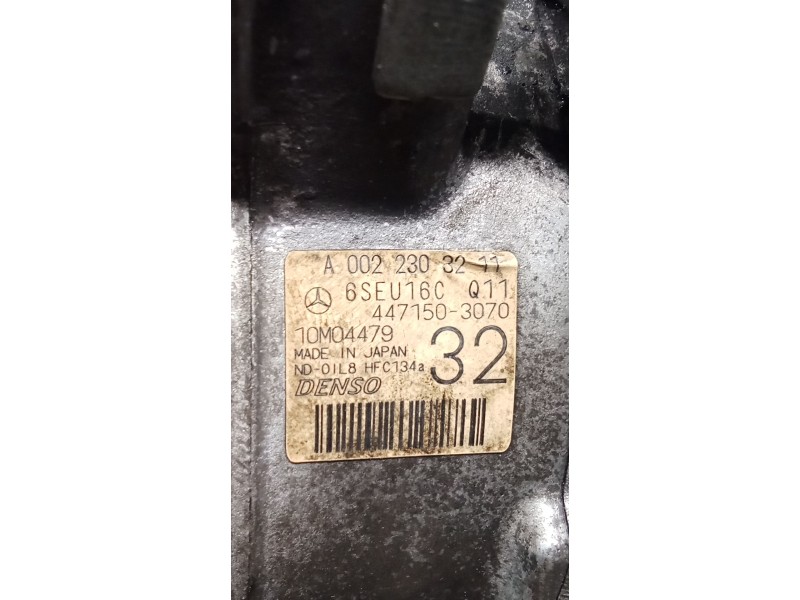 A 002 230 32 11
6SEU16C Q11
447150-3070
10M04479
MADE IN JAPAN
ND-OIL8 HFC134a
32
DENSO